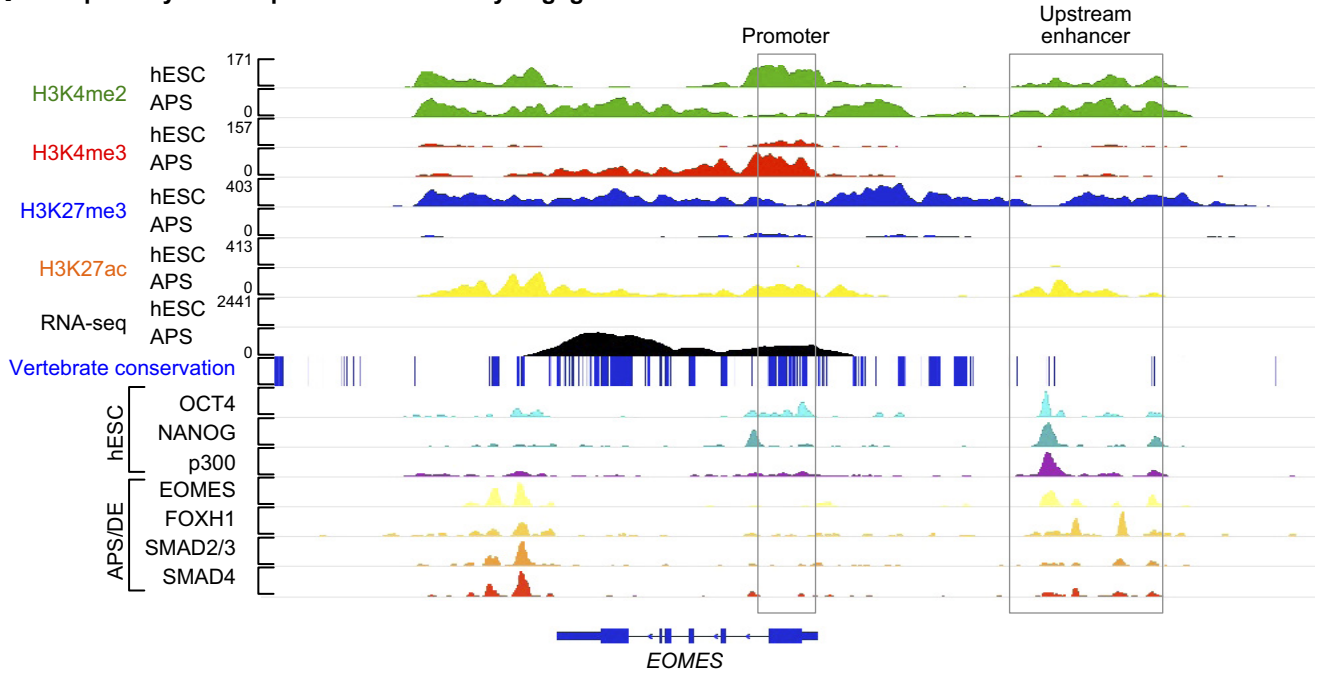 Promoter
Upstream
enhancer
H3K4me2
hESC
APS
171
0
H3K4me3
hESC
APS
157
0
H3K27me3
hESC
APS
403
0
H3K27ac
hESC
APS
413
0
RNA-seq
hESC
APS
2441
0
Vertebrate conservation
hESC
OCT4
NANOG
p300
APS/DE
EOMES
FOXH1
SMAD2/3
SMAD4
EOMES